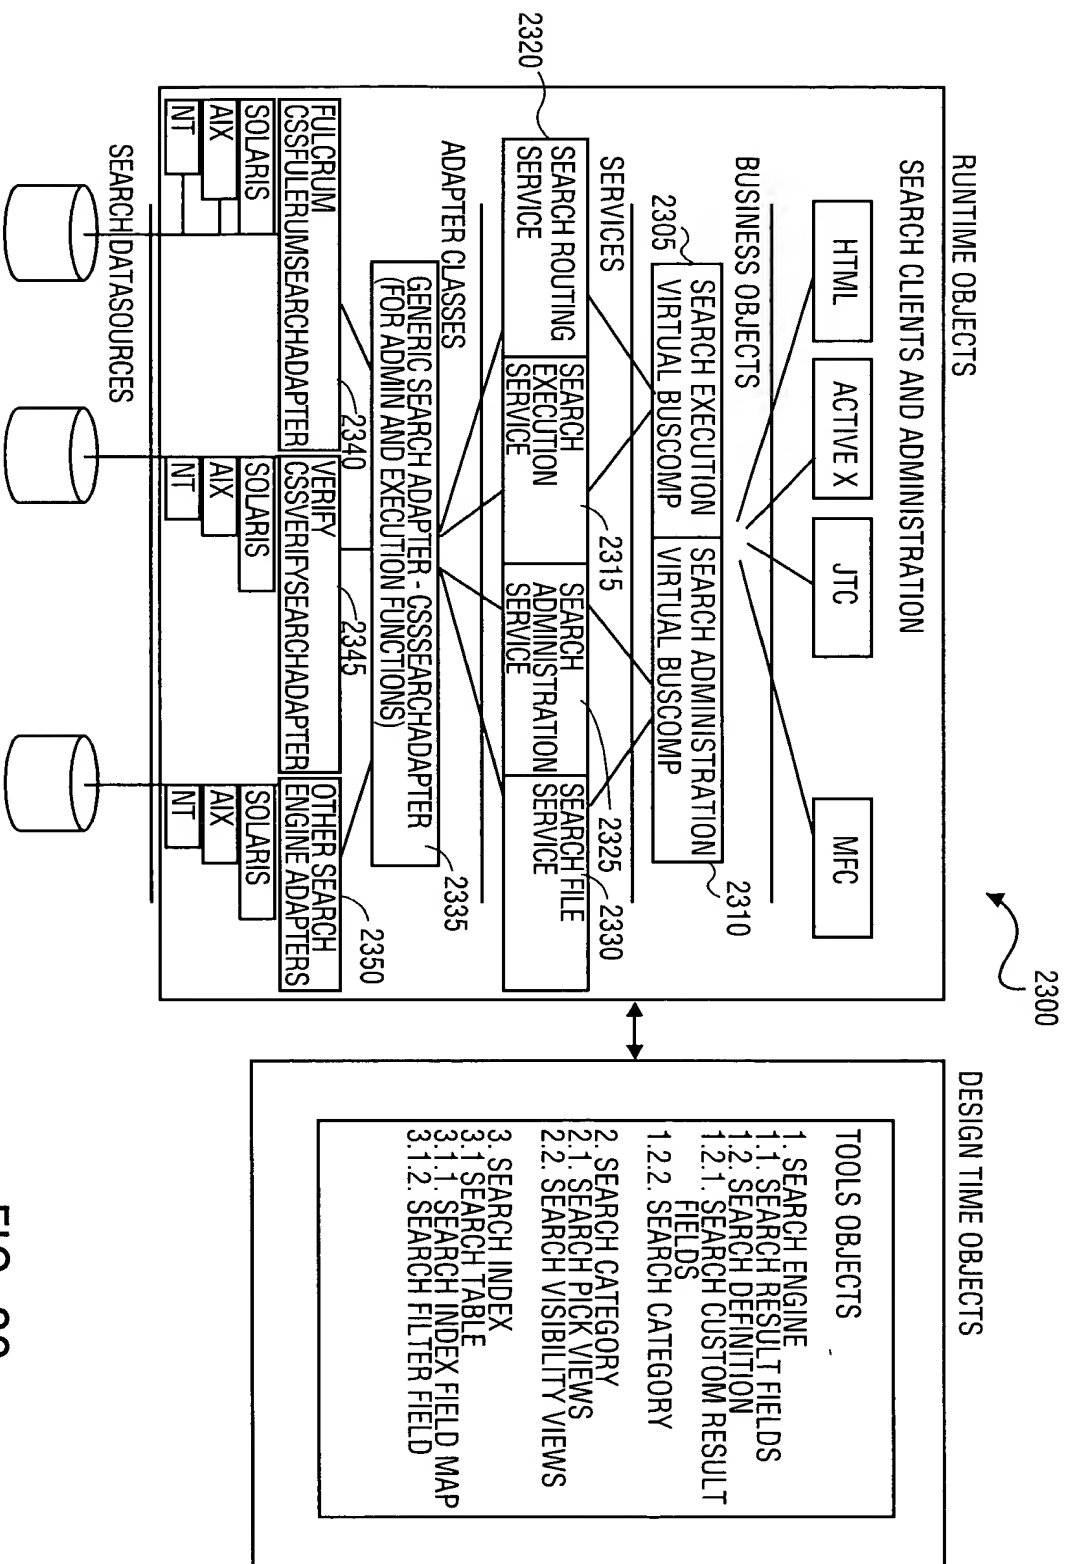 2300
RUNTIME OBJECTS
SEARCH CLIENTS AND ADMINISTRATION
HTML
ACTIVE X
JTC
MFC
BUSINESS OBJECTS
2305
SEARCH EXECUTION
VIRTUAL BUSCOMP
SEARCH ADMINISTRATION
VIRTUAL BUSCOMP
2310
SERVICES
2320
SEARCH ROUTING
SERVICE
SEARCH
EXECUTION
SERVICE
2315
SEARCH
ADMINISTRATION
SERVICE
2325
SEARCH FILE
SERVICE
2330
ADAPTER CLASSES
GENERIC SEARCH ADAPTER - CSSSEARCHADAPTER
(FOR ADMIN AND EXECUTION FUNCTIONS)
2335
FULCRUM
CSSFULERUMSEARCHADAPTER
2340
SOLARIS
AIX
NT
VERIFY
CSSVERIFYSEARCHADAPTER
2345
SOLARIS
AIX
NT
OTHER SEARCH
ENGINE ADAPTERS
2350
SOLARIS
AIX
NT
SEARCH DATASOURCES
DESIGN TIME OBJECTS
TOOLS OBJECTS
1. SEARCH ENGINE
1.1. SEARCH RESULT FIELDS
1.2. SEARCH DEFINITION
1.2.1. SEARCH CUSTOM RESULT
FIELDS
1.2.2. SEARCH CATEGORY
2. SEARCH CATEGORY
2.1. SEARCH PICK VIEWS
2.2. SEARCH VISIBILITY VIEWS
3. SEARCH INDEX
3.1 SEARCH TABLE
3.1.1. SEARCH INDEX FIELD MAP
3.1.2. SEARCH FILTER FIELD
FIG.